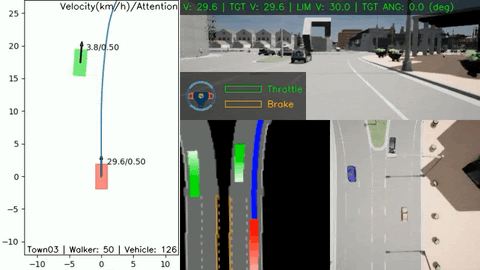 Velocity(km/h)/Attention
25
20
15
10
5
0
−5
−10
−10
0
10
3.8/0.50
29.6/0.50
Town03 | Walker: 50 | Vehicle: 126
V: 29.6 | TGT V: 29.6 | LIM V: 30.0 | TGT ANG: 0.0 (deg)
Throttle
Brake